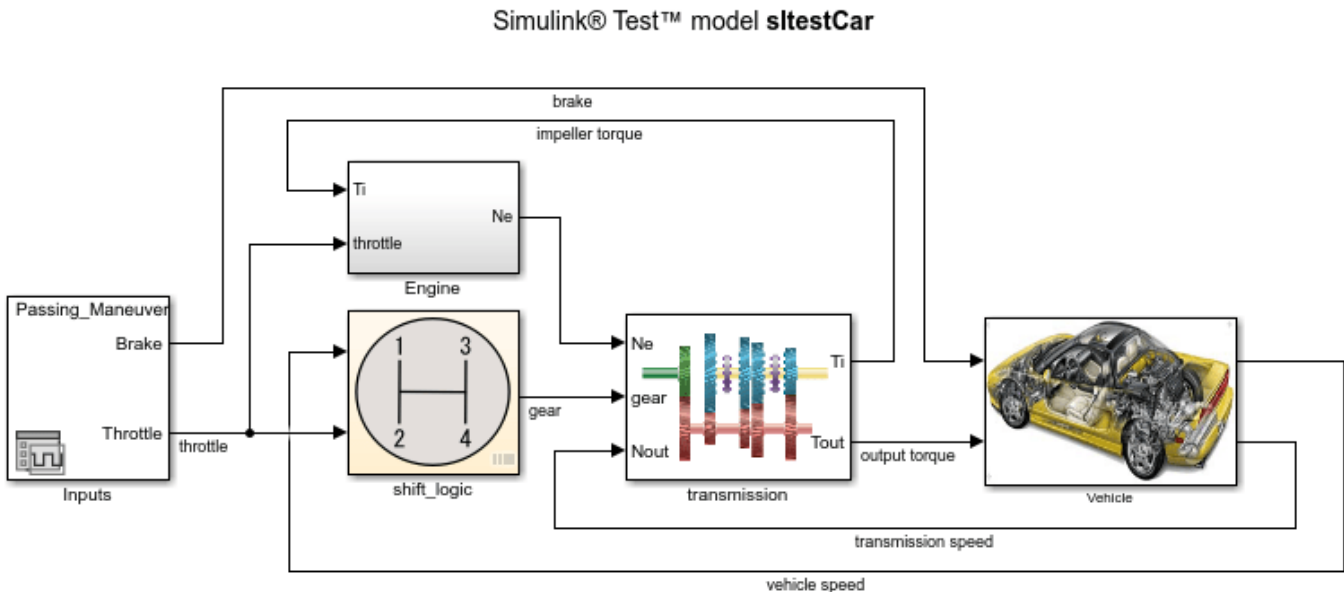 Simulink® Test™ model sltestCar
brake
impeller torque
Ti
Ne
throttle
Engine
Passing_Maneuver
Brake
Throttle
throttle
Inputs
1 3
2 4
shift_logic
gear
Ne
gear
Nout
Ti
Tout
transmission
output torque
Vehicle
transmission speed
vehicle speed